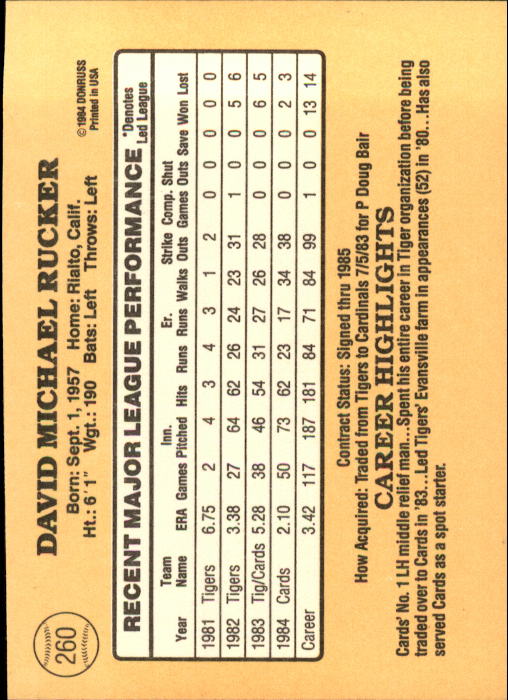 260
DAVID MICHAEL RUCKER
Born: Sept. 1, 1957 Home: Rialto, Calif.
Ht.: 6´1" Wgt.: 190 Bats: Left Throws: Left
©1984 DONRUSS
Printed in USA
RECENT MAJOR LEAGUE PERFORMANCE *Denotes Led League
Team Inn. Er. Strike Comp. Shut
Year Name ERA Games Pitched Hits Runs Runs Walks Outs Games Outs Save Won Lost
1981 Tigers 6.75 2 4 3 4 3 1 2 0 0 0 0 0
1982 Tigers 3.38 27 64 62 26 24 23 31 1 0 0 5 6
1983 Tig/Cards 5.28 38 46 54 31 27 26 28 0 0 0 6 5
1984 Cards 2.10 50 73 62 23 17 34 38 0 0 0 2 3
Career 3.42 117 187 181 84 71 84 99 1 0 0 13 14
Contract Status: Signed thru 1985
How Acquired: Traded from Tigers to Cardinals 7/5/83 for P Doug Bair
CAREER HIGHLIGHTS
Cards' No. 1 LH middle relief man...Spent his entire career in Tiger organization before being
traded over to Cards in '83...Led Tigers' Evansville farm in appearances (52) in '80...Has also
served Cards as a spot starter.